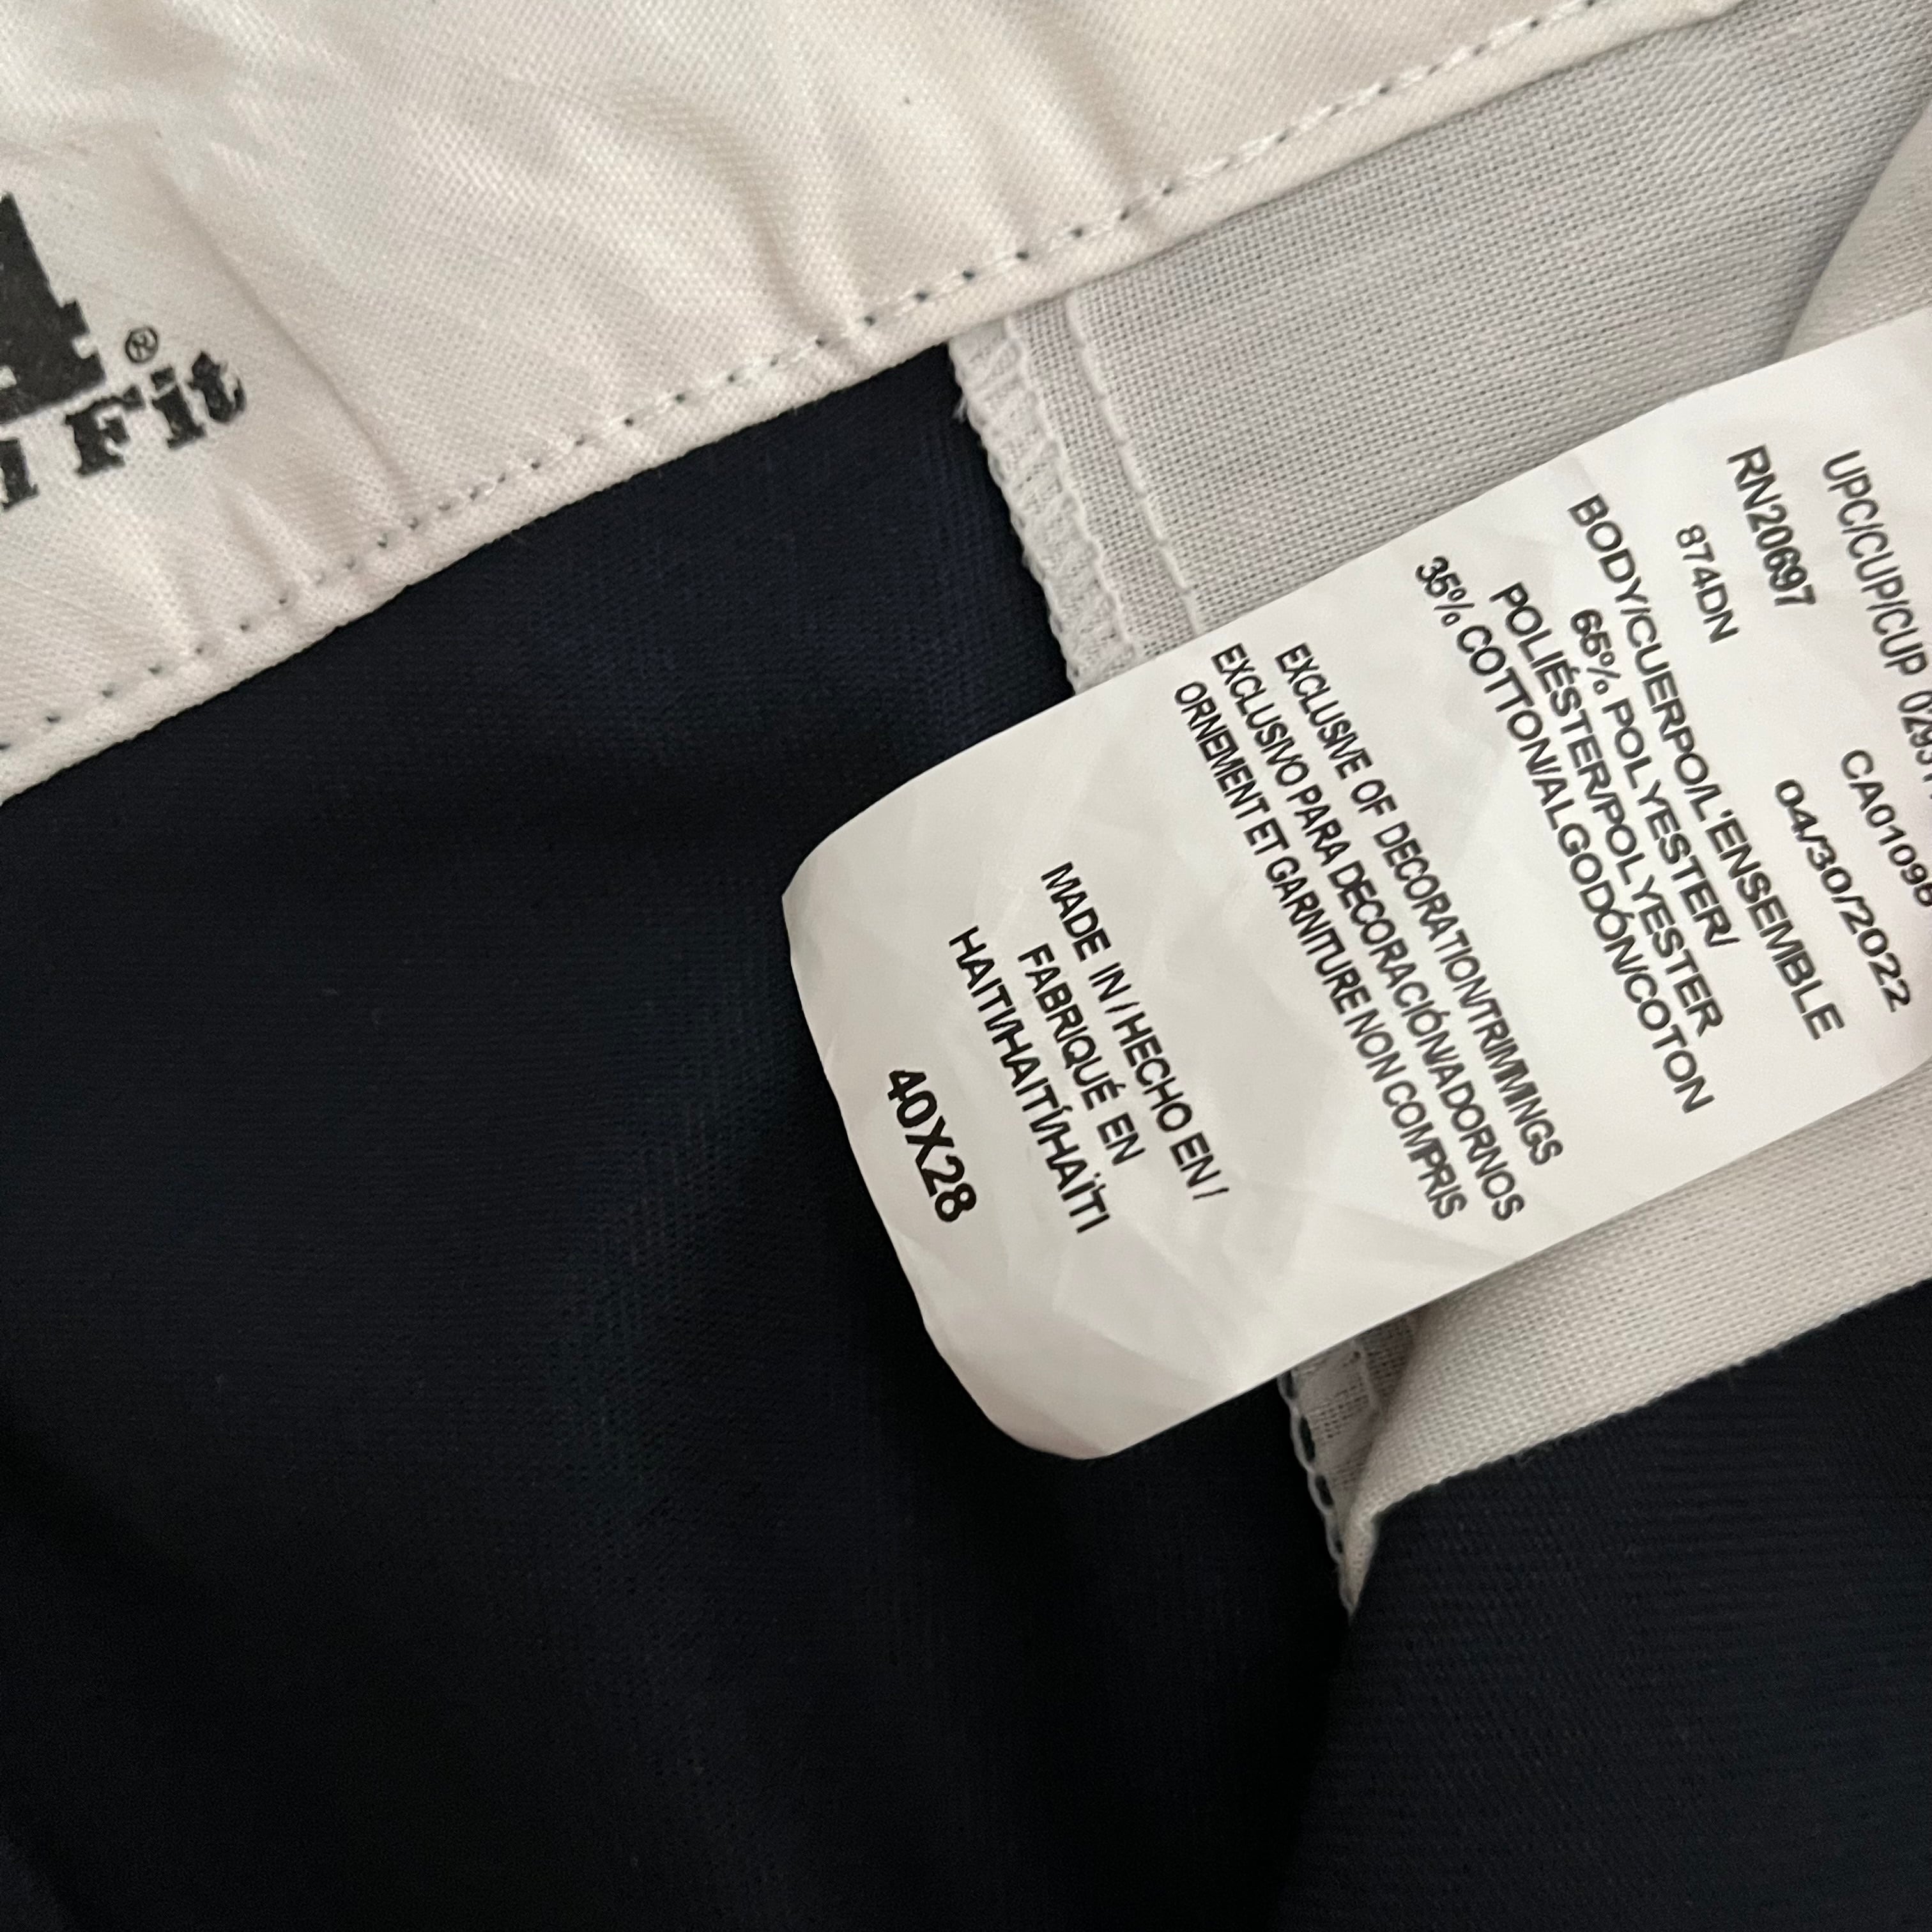 ®
Fit
UPC/CUP/CUP
RN20697
874DN 04/30/2022
BODY/CUERPO/L'ENSEMBLE
65% POLYESTER/
POLIÉSTER/POLYESTER
35% COTTON/ALGODÓN/COTON
EXCLUSIVE OF DECORATION/TRIMMINGS
EXCLUSIVO PARA DECORACIÓN/ADORNOS
ORNEMENT ET GARNITURE NON COMPRIS
MADE IN / HECHO EN /
FABRIQUÉ EN
HAITI/HAITÍ/HAÏTI
40X28